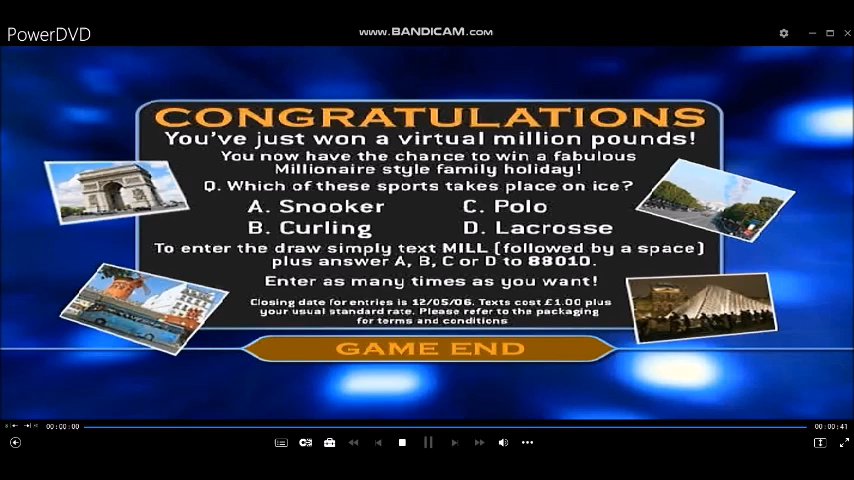 PowerDVD
www.BANDICAM.com
CONGRATULATIONS
You've just won a virtual million pounds!
You now have the chance to win a fabulous
Millionaire style family holiday!
Q. Which of these sports takes place on ice?
A. Snooker
C. Polo
B. Curling
D. Lacrosse
To enter the draw simply text MILL (followed by a space)
plus answer A, B, C or D to 88010.
Enter as many times as you want!
Closing date for entries is 12/05/06. Texts cost £1.00 plus
your usual standard rate. Please refer to the packaging
for terms and conditions
GAME END
00:00:00
00:00:41